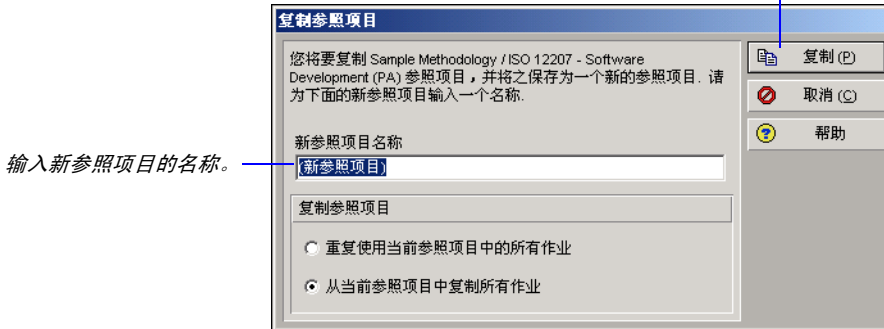 复制参照项目
您将要复制 Sample Methodology / ISO 12207 - Software
Development (PA) 参照项目，并将之保存为一个新的参照项目. 请
为下面的新参照项目输入一个名称.
复制(P)
取消(C)
帮助
输入新参照项目的名称。
新参照项目名称
(新参照项目)
复制参照项目
重复使用当前参照项目中的所有作业
从当前参照项目中复制所有作业